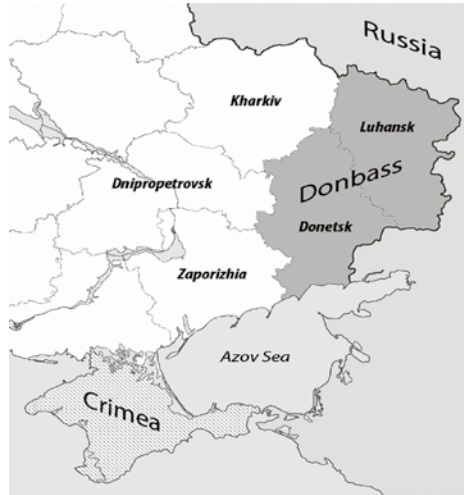 Russia
Kharkiv
Luhansk
Donbass
Dnipropetrovsk
Donetsk
Zaporizhia
Azov Sea
Crimea